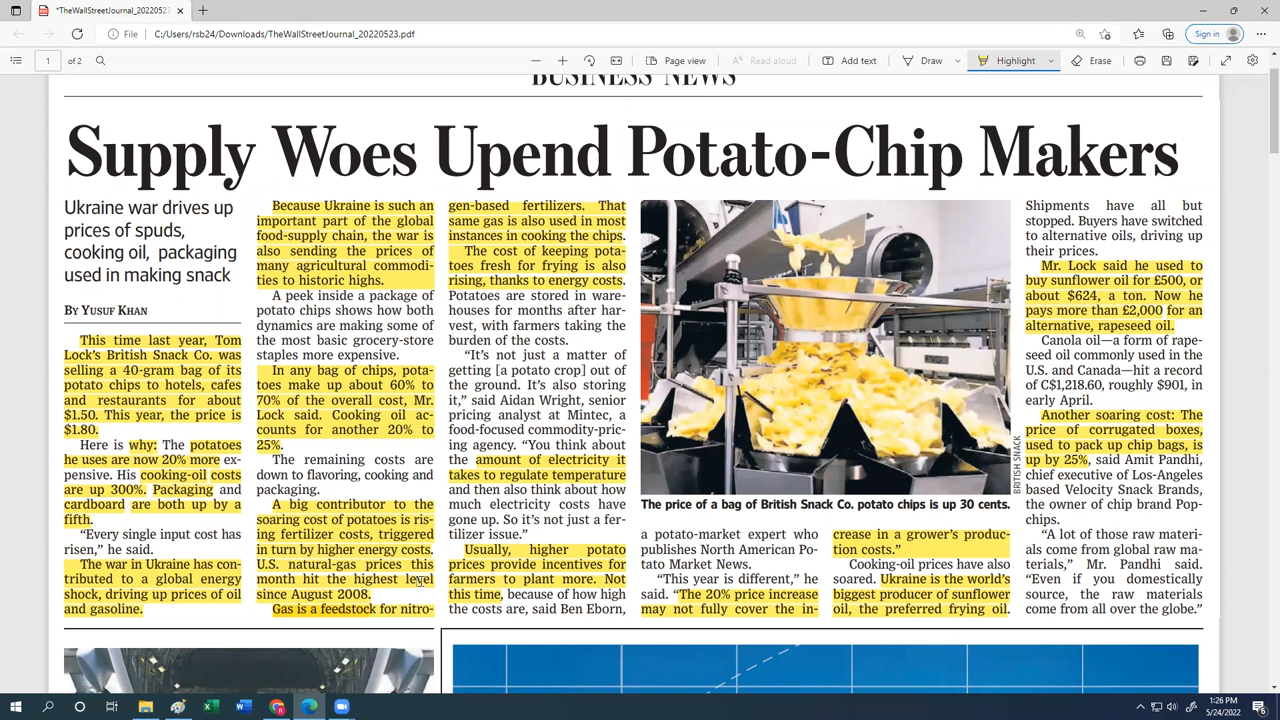 *TheWallStreetJournal_20220523
File
C:/Users/rsb24/Downloads/TheWallStreetJournal_20220523.pdf
Sign in
1 of 2
Page view
Read aloud
Add text
Draw
Highlight
Erase
BUSINESS NEWS
Supply Woes Upend Potato-Chip Makers
Ukraine war drives up
prices of spuds,
cooking oil, packaging
used in making snack
By Yusuf Khan
This time last year, Tom
Lock's British Snack Co. was
selling a 40-gram bag of its
potato chips to hotels, cafes
and restaurants for about
$1.50. This year, the price is
$1.80.
Here is why: The potatoes
he uses are now 20% more ex-
pensive. His cooking-oil costs
are up 300%. Packaging and
cardboard are both up by a
fifth.
"Every single input cost has
risen," he said.
The war in Ukraine has con-
tributed to a global energy
shock, driving up prices of oil
and gasoline.
Because Ukraine is such an
important part of the global
food-supply chain, the war is
also sending the prices of
many agricultural commodi-
ties to historic highs.
A peek inside a package of
potato chips shows how both
dynamics are making some of
the most basic grocery-store
staples more expensive.
In any bag of chips, pota-
toes make up about 60% to
70% of the overall cost, Mr.
Lock said. Cooking oil ac-
counts for another 20% to
25%.
The remaining costs are
down to flavoring, cooking and
packaging.
A big contributor to the
soaring cost of potatoes is ris-
ing fertilizer costs, triggered
in turn by higher energy costs.
U.S. natural-gas prices this
month hit the highest level
since August 2008.
Gas is a feedstock for nitro-
gen-based fertilizers. That
same gas is also used in most
instances in cooking the chips.
The cost of keeping pota-
toes fresh for frying is also
rising, thanks to energy costs.
Potatoes are stored in ware-
houses for months after har-
vest, with farmers taking the
burden of the costs.
"It's not just a matter of
getting [a potato crop] out of
the ground. It's also storing
it," said Aidan Wright, senior
pricing analyst at Mintec, a
food-focused commodity-pric-
ing agency. "You think about
the amount of electricity it
takes to regulate temperature
and then also think about how
much electricity costs have
gone up. So it's not just a fer-
tilizer issue."
Usually, higher potato
prices provide incentives for
farmers to plant more. Not
this time, because of how high
the costs are, said Ben Eborn,
BRITISH SNACK
The price of a bag of British Snack Co. potato chips is up 30 cents.
a potato-market expert who
publishes North American Po-
tato Market News.
"This year is different," he
said. "The 20% price increase
may not fully cover the in-
crease in a grower's produc-
tion costs."
Cooking-oil prices have also
soared. Ukraine is the world's
biggest producer of sunflower
oil, the preferred frying oil.
Shipments have all but
stopped. Buyers have switched
to alternative oils, driving up
their prices.
Mr. Lock said he used to
buy sunflower oil for £500, or
about $624, a ton. Now he
pays more than £2,000 for an
alternative, rapeseed oil.
Canola oil—a form of rape-
seed oil commonly used in the
U.S. and Canada—hit a record
of C$1,218.60, roughly $901, in
early April.
Another soaring cost: The
price of corrugated boxes,
used to pack up chip bags, is
up by 25%, said Amit Pandhi,
chief executive of Los-Angeles
based Velocity Snack Brands,
the owner of chip brand Pop-
chips.
"A lot of those raw materi-
als come from global raw ma-
terials," Mr. Pandhi said.
"Even if you domestically
source, the raw materials
come from all over the globe."
1:26 PM
5/24/2022